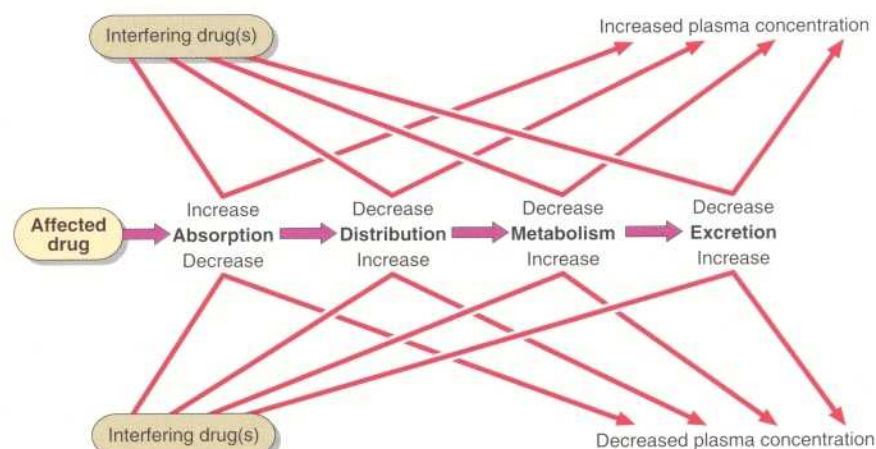 Interfering drug(s)
Increased plasma concentration
Increase
Decrease
Decrease
Decrease
Affected
drug
Absorption
Distribution
Metabolism
Excretion
Decrease
Increase
Increase
Increase
Interfering drug(s)
Decreased plasma concentration